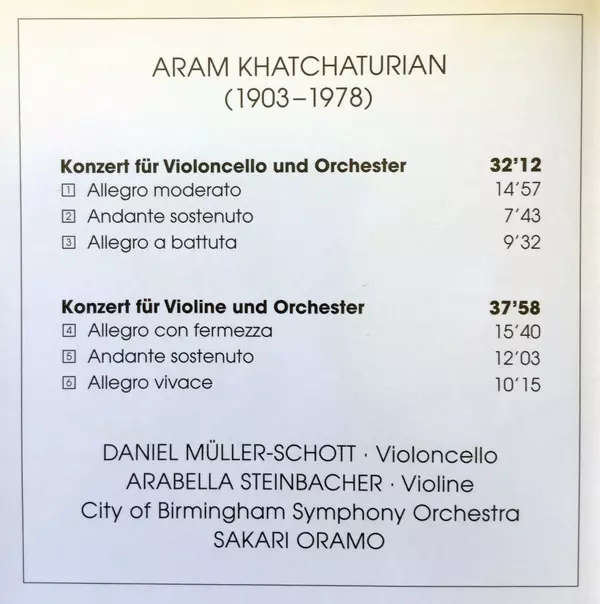 ARAM KHATCHATURIAN
(1903–1978)
Konzert für Violoncello und Orchester 32'12
1 Allegro moderato 14'57
2 Andante sostenuto 7'43
3 Allegro a battuta 9'32
Konzert für Violine und Orchester 37'58
4 Allegro con fermezza 15'40
5 Andante sostenuto 12'03
6 Allegro vivace 10'15
DANIEL MÜLLER-SCHOTT · Violoncello
ARABELLA STEINBACHER · Violine
City of Birmingham Symphony Orchestra
SAKARI ORAMO